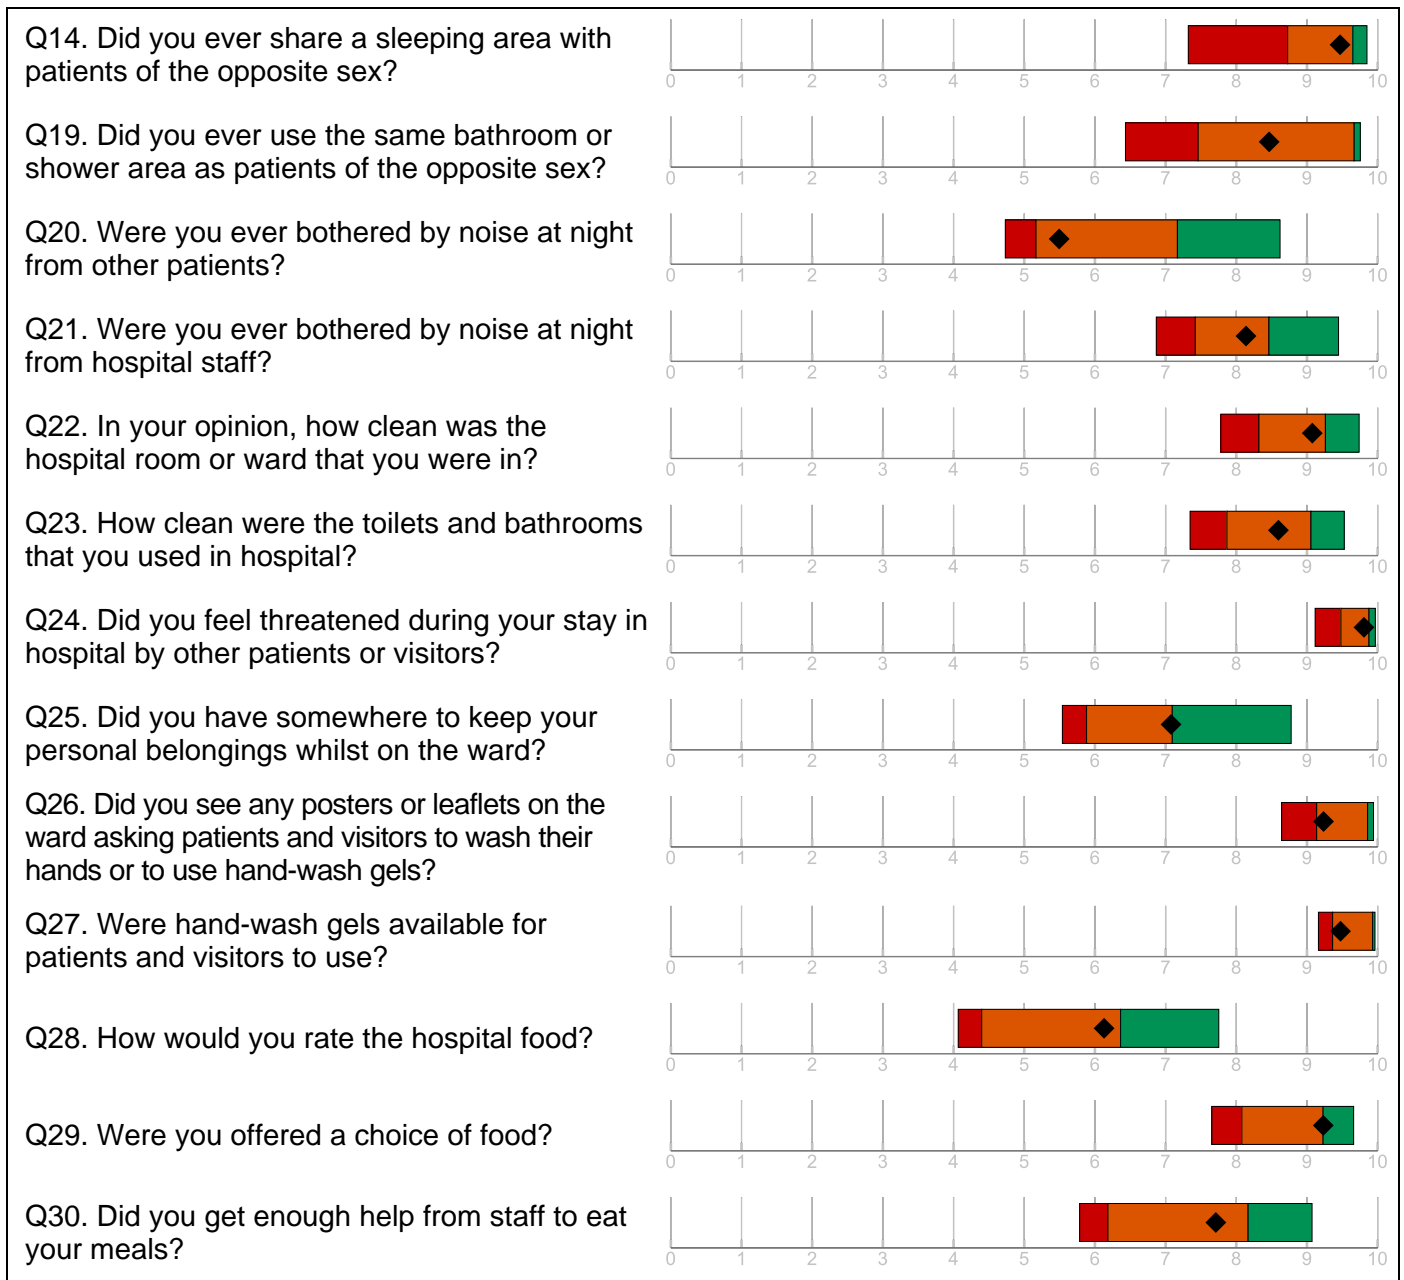 Q14. Did you ever share a sleeping area with
patients of the opposite sex?
0 1 2 3 4 5 6 7 8 9 10
Q19. Did you ever use the same bathroom or
shower area as patients of the opposite sex?
0 1 2 3 4 5 6 7 8 9 10
Q20. Were you ever bothered by noise at night
from other patients?
0 1 2 3 4 5 6 7 8 9 10
Q21. Were you ever bothered by noise at night
from hospital staff?
0 1 2 3 4 5 6 7 8 9 10
Q22. In your opinion, how clean was the
hospital room or ward that you were in?
0 1 2 3 4 5 6 7 8 9 10
Q23. How clean were the toilets and bathrooms
that you used in hospital?
0 1 2 3 4 5 6 7 8 9 10
Q24. Did you feel threatened during your stay in
hospital by other patients or visitors?
0 1 2 3 4 5 6 7 8 9 10
Q25. Did you have somewhere to keep your
personal belongings whilst on the ward?
0 1 2 3 4 5 6 7 8 9 10
Q26. Did you see any posters or leaflets on the
ward asking patients and visitors to wash their
hands or to use hand-wash gels?
0 1 2 3 4 5 6 7 8 9 10
Q27. Were hand-wash gels available for
patients and visitors to use?
0 1 2 3 4 5 6 7 8 9 10
Q28. How would you rate the hospital food?
0 1 2 3 4 5 6 7 8 9 10
Q29. Were you offered a choice of food?
0 1 2 3 4 5 6 7 8 9 10
Q30. Did you get enough help from staff to eat
your meals?
0 1 2 3 4 5 6 7 8 9 10